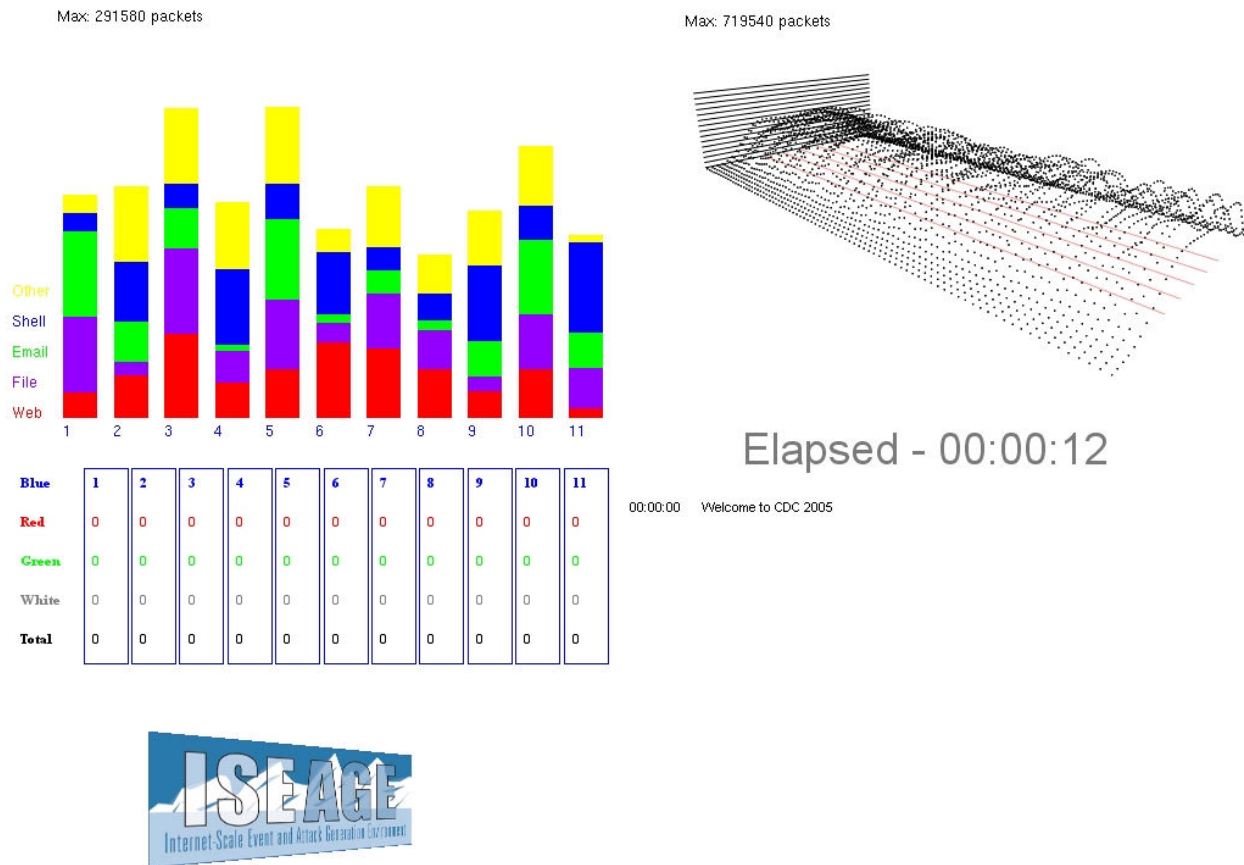 Max: 291580 packets
Other
Shell
Email
File
Web
1 2 3 4 5 6 7 8 9 10 11
Blue 1 2 3 4 5 6 7 8 9 10 11
Red 0 0 0 0 0 0 0 0 0 0 0
Green 0 0 0 0 0 0 0 0 0 0 0
White 0 0 0 0 0 0 0 0 0 0 0
Total 0 0 0 0 0 0 0 0 0 0 0
ISEAGE
Internet-Scale Event and Attack Generation Environment
Max: 719540 packets
Elapsed - 00:00:12
00:00:00 Welcome to CDC 2005